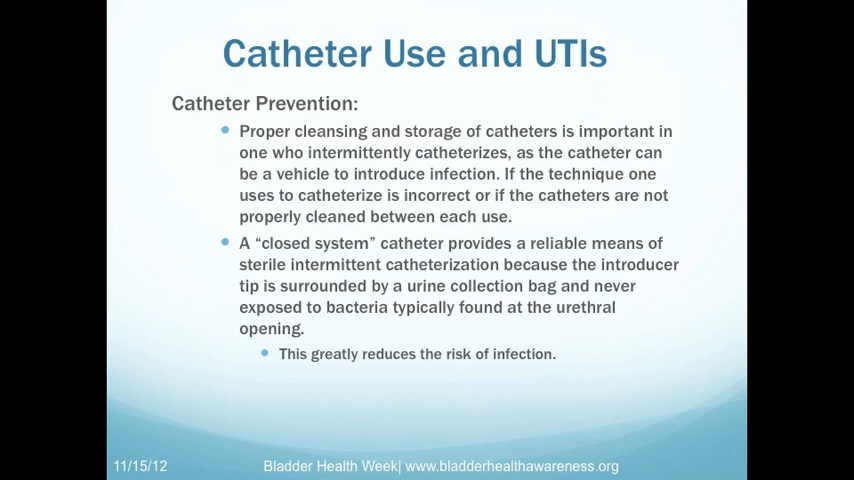 Catheter Use and UTIs
Catheter Prevention:
Proper cleansing and storage of catheters is important in
one who intermittently catheterizes, as the catheter can
be a vehicle to introduce infection. If the technique one
uses to catheterize is incorrect or if the catheters are not
properly cleaned between each use.
A “closed system” catheter provides a reliable means of
sterile intermittent catheterization because the introducer
tip is surrounded by a urine collection bag and never
exposed to bacteria typically found at the urethral
opening.
This greatly reduces the risk of infection.
11/15/12 Bladder Health Week| www.bladderhealthawareness.org